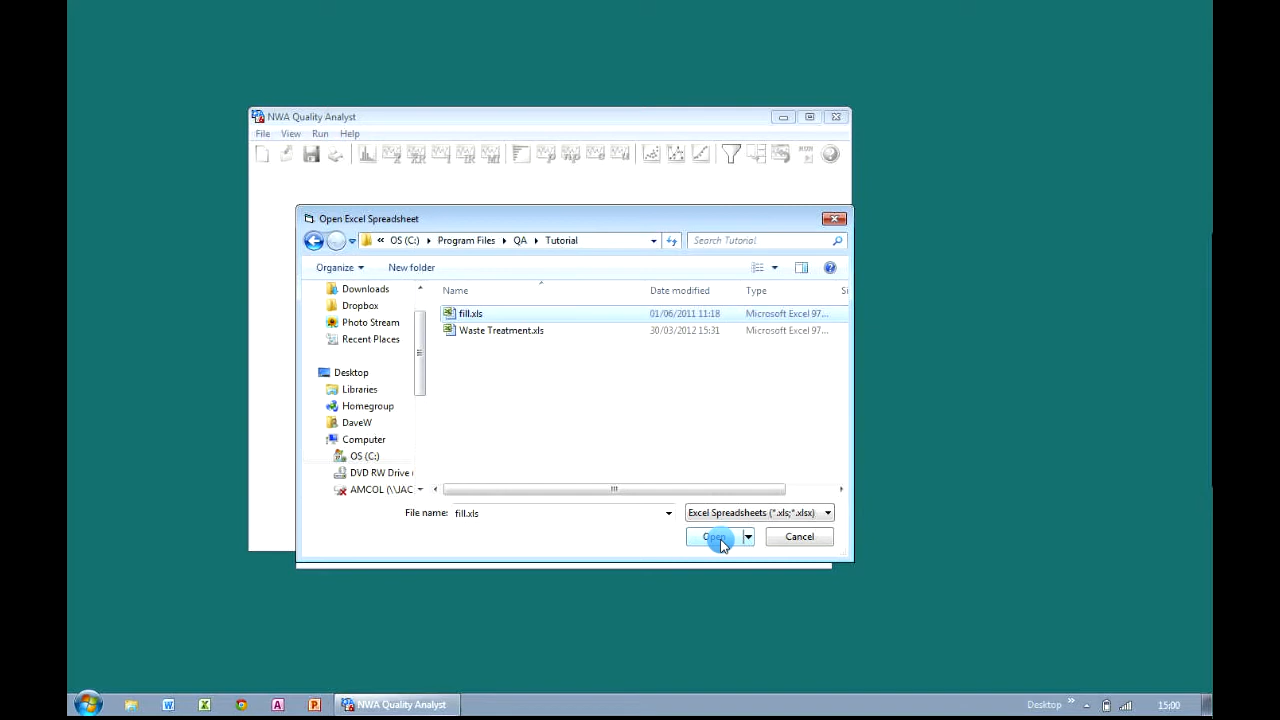 NWA Quality Analyst
File View Run Help
Open Excel Spreadsheet
« OS (C:) Program Files QA Tutorial
Search Tutorial
Organize New folder
Name Date modified Type Si
Downloads
Dropbox
Photo Stream
Recent Places
Desktop
Libraries
Homegroup
DaveW
Computer
OS (C:)
DVD RW Drive (
AMCOL (\\JAC
fill.xls 01/06/2011 11:18 Microsoft Excel 97...
Waste Treatment.xls 30/03/2012 15:31 Microsoft Excel 97...
File name: fill.xls
Excel Spreadsheets (*.xls;*.xlsx)
Open Cancel
NWA Quality Analyst
Desktop »
15:00